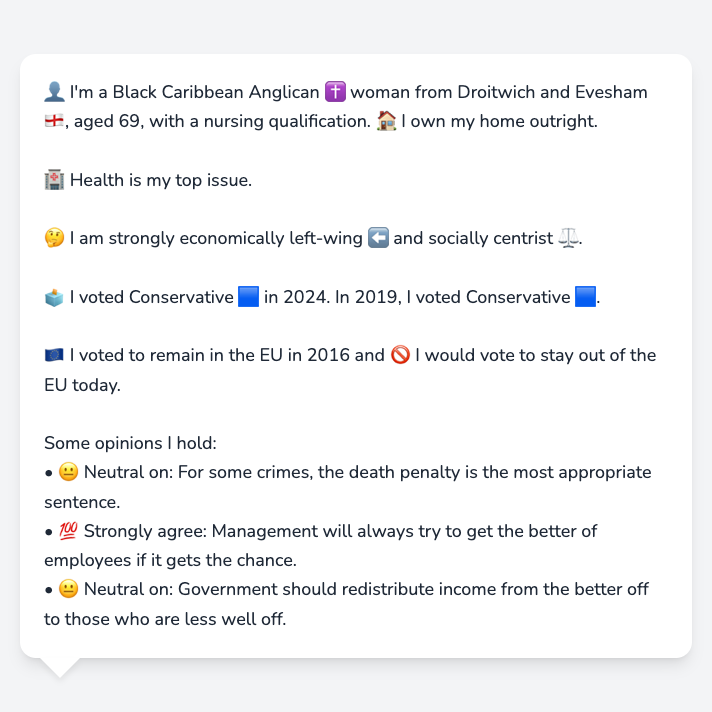 👤 I'm a Black Caribbean Anglican ✝️ woman from Droitwich and Evesham
🏴󠁧󠁢󠁥󠁮󠁧󠁿, aged 69, with a nursing qualification. 🏠 I own my home outright.
🏥 Health is my top issue.
🤔 I am strongly economically left-wing ⬅️ and socially centrist ⚖️.
🗳️ I voted Conservative 🟦 in 2024. In 2019, I voted Conservative 🟦.
🇪🇺 I voted to remain in the EU in 2016 and 🚫 I would vote to stay out of the
EU today.
Some opinions I hold:
• 😐 Neutral on: For some crimes, the death penalty is the most appropriate
sentence.
• 💯 Strongly agree: Management will always try to get the better of
employees if it gets the chance.
• 😐 Neutral on: Government should redistribute income from the better off
to those who are less well off.